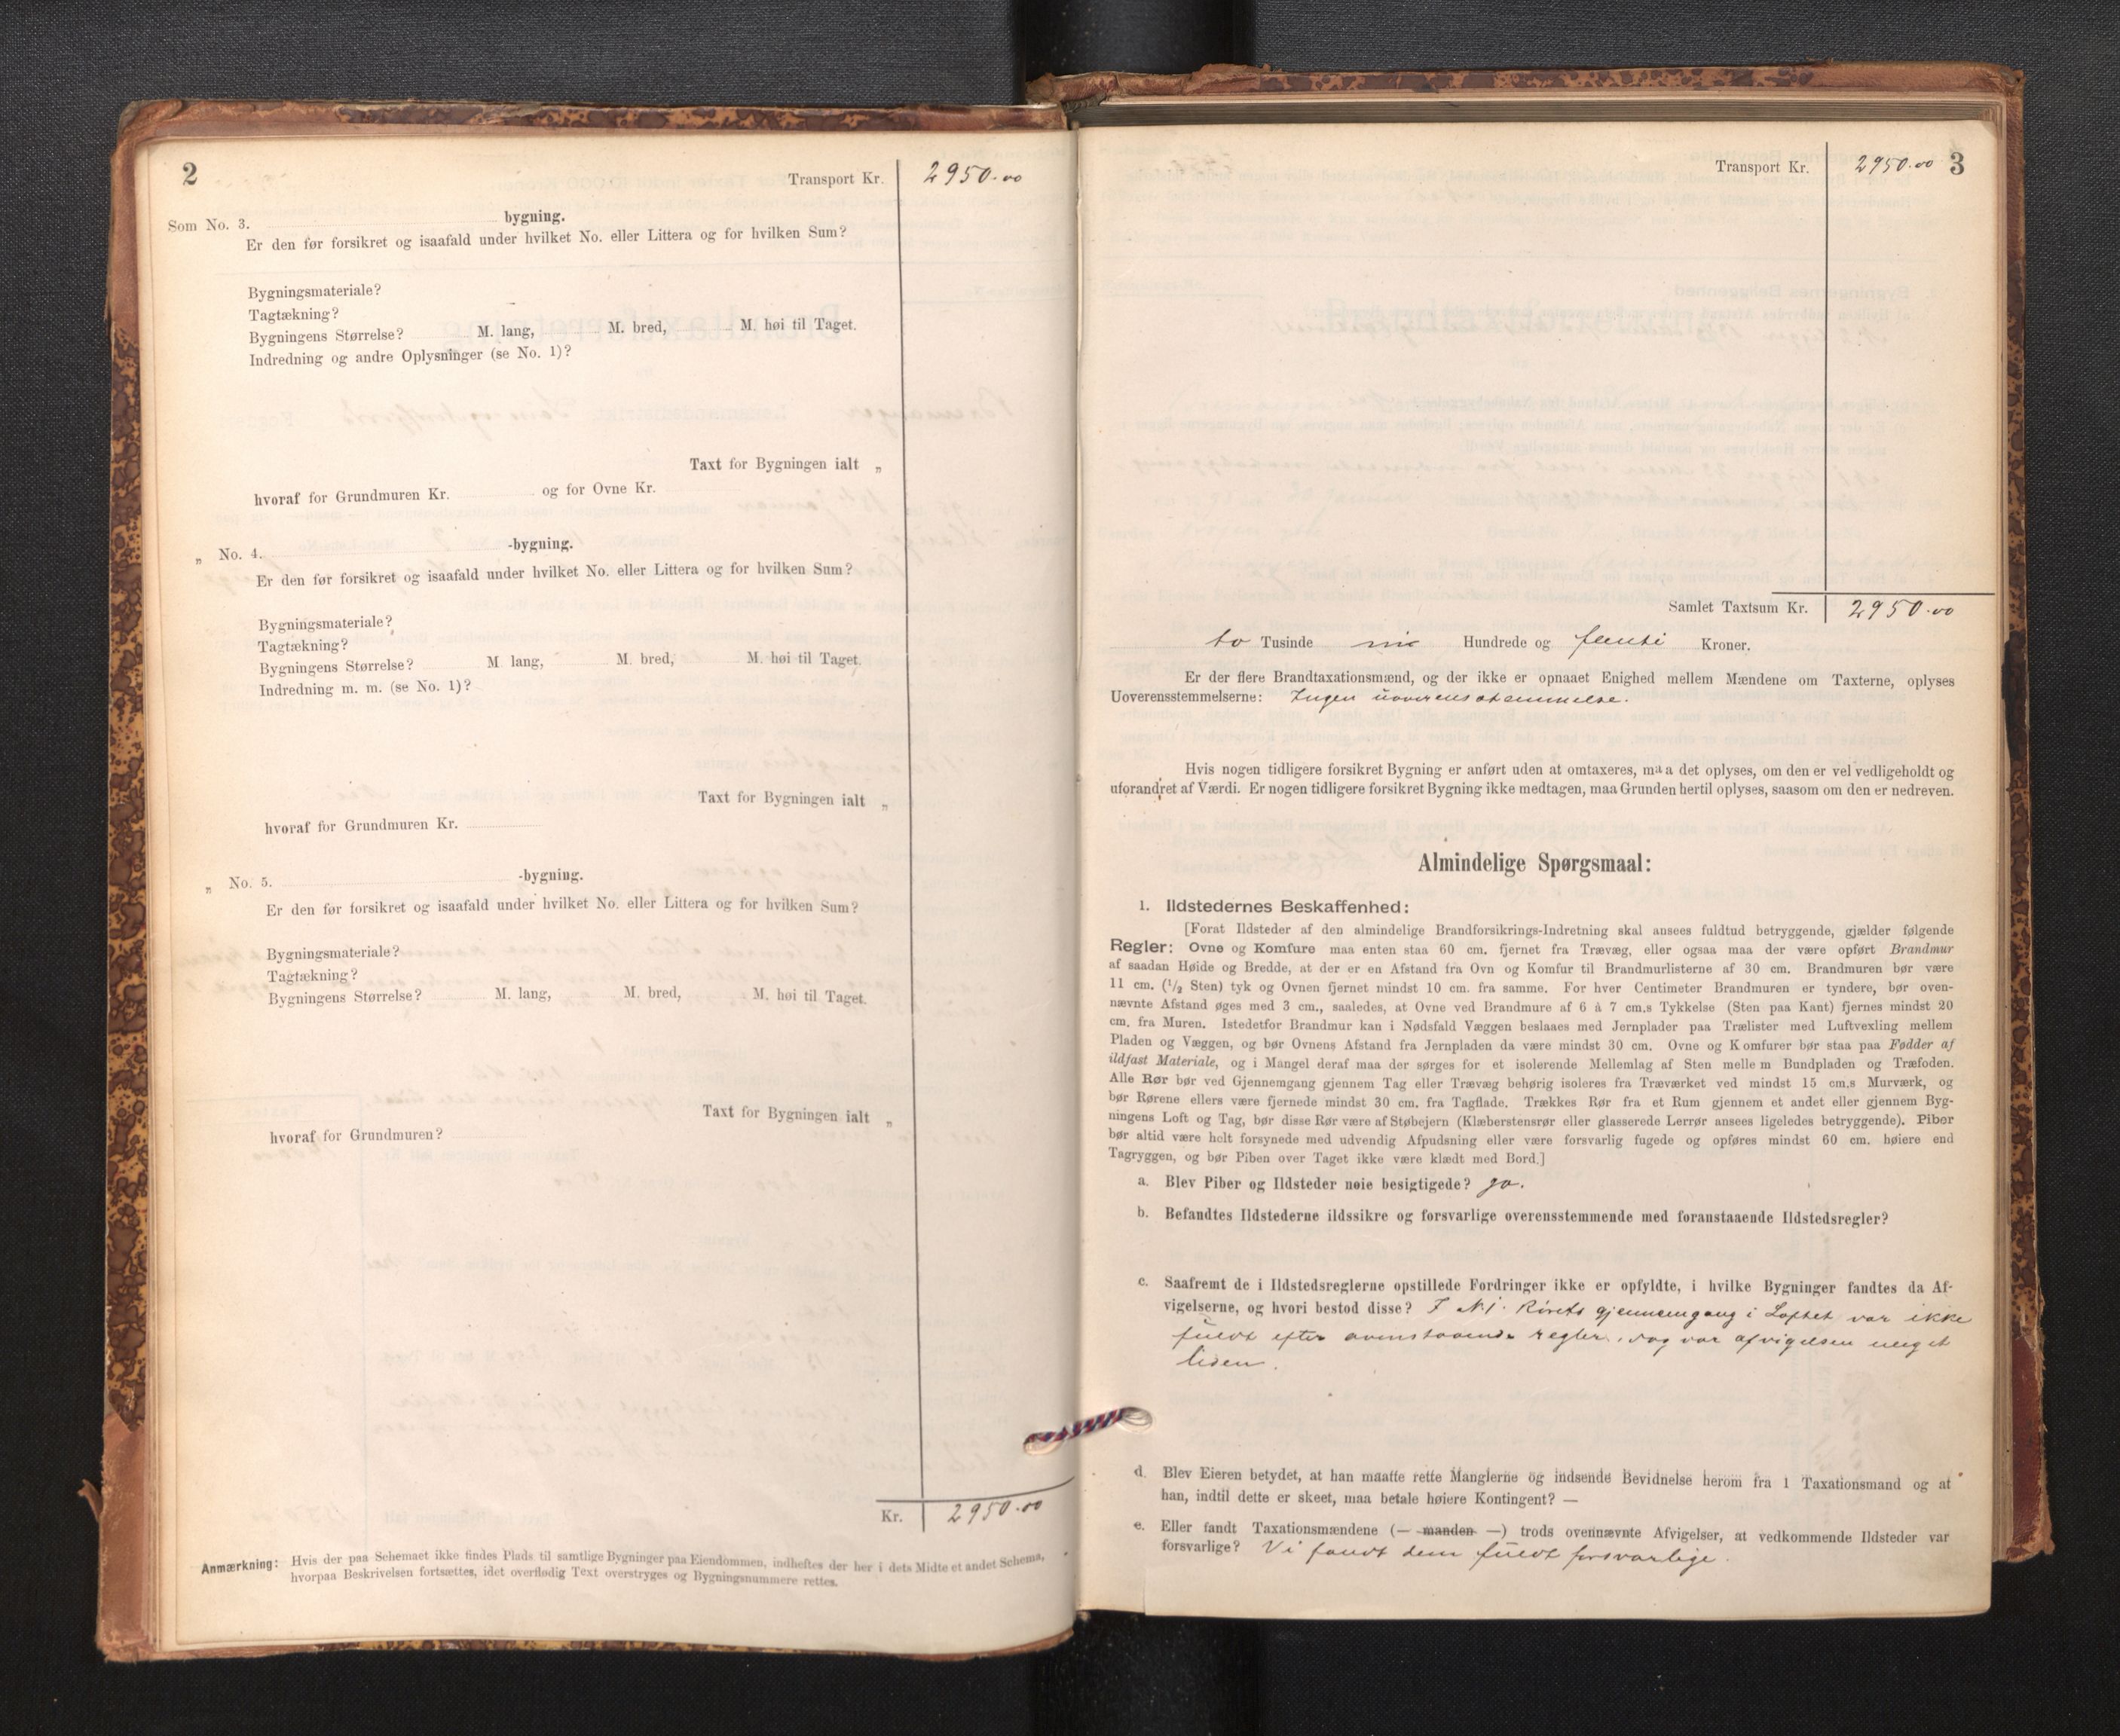 2
Transport Kr. 2950.00
Som No. 3. bygning.
Er den før forsikret og isaafald under hvilket No. eller Littera og for hvilken Sum?
Bygningsmateriale?
Tagtækning?
Bygningens Størrelse? M. lang, M. bred, M. høi til Taget.
Indredning og andre Oplysninger (se No. 1)?
Taxt for Bygningen ialt „
hvoraf for Grundmuren Kr. og for Ovne Kr.
„ No. 4. -bygning.
Er den før forsikret og isaafald under hvilket No. eller Littera og for hvilken Sum?
Bygningsmateriale?
Tagtækning?
Bygningens Størrelse? M. lang, M. bred, M. høi til Taget.
Indredning m. m. (se No. 1)?
Taxt for Bygningen ialt „
hvoraf for Grundmuren Kr.
„ No. 5. -bygning.
Er den før forsikret og isaafald under hvilket No. eller Littera og for hvilken Sum?
Bygningsmateriale?
Tagtækning?
Bygningens Størrelse? M. lang, M. bred, M. høi til Taget.
Taxt for Bygningen ialt „
hvoraf for Grundmuren?
Kr. 2950.00
Anmærkning: Hvis der paa Schemaet ikke findes Plads til samtlige Bygninger paa Eiendommen, indheftes der her i dets Midte et andet Schema,
hvorpaa Beskrivelsen fortsættes, idet overflødig Text overstryges og Bygningsnummere rettes.
Transport Kr. 2950.00 3
Samlet Taxtsum Kr. 2950.00
to Tusinde ni Hundrede og femti Kroner.
Er der flere Brandtaxationsmænd, og der ikke er opnaaet Enighed mellem Mændene om Taxterne, oplyses
Uoverensstemmelserne: Ingen uoverensstemmelse.
Hvis nogen tidligere forsikret Bygning er anført uden at omtaxeres, maa det oplyses, om den er vel vedligeholdt og
uforandret af Værdi. Er nogen tidligere forsikret Bygning ikke medtagen, maa Grunden hertil oplyses, saasom om den er nedreven.
Almindelige Spørgsmaal:
1. Ildstedernes Beskaffenhed:
[Forat Ildsteder af den almindelige Brandforsikrings-Indretning skal ansees fuldtud betryggende, gjælder følgende
Regler: Ovne og Komfure maa enten staa 60 cm. fjernet fra Trævæg, eller ogsaa maa der være opført Brandmur
af saadan Høide og Bredde, at der er en Afstand fra Ovn og Komfur til Brandmurlisterne af 30 cm. Brandmuren bør være
11 cm. (1/2 Sten) tyk og Ovnen fjernet mindst 10 cm. fra samme. For hver Centimeter Brandmuren er tyndere, bør oven-
nævnte Afstand øges med 3 cm., saaledes, at Ovne ved Brandmure af 6 à 7 cm.s Tykkelse (Sten paa Kant) fjernes mindst 20
cm. fra Muren. Istedetfor Brandmur kan i Nødsfald Væggen beslaaes med Jernplader paa Trælister med Luftvexling mellem
Pladen og Væggen, og bør Ovnens Afstand fra Jernpladen da være mindst 30 cm. Ovne og Komfurer bør staa paa Fødder af
ildfast Materiale, og i Mangel deraf maa der sørges for et isolerende Mellemlag af Sten mellem Bundpladen og Træfoden.
Alle Rør bør ved Gjennemgang gjennem Tag eller Trævæg behørig isoleres fra Træværket ved mindst 15 cm.s Murværk, og
bør Rørene ellers være fjernede mindst 30 cm. fra Tagflade. Trækkes Rør fra et Rum gjennem et andet eller gjennem Byg-
ningens Loft og Tag, bør disse Rør være af Støbejern (Klæberstensrør eller glasserede Lerrør ansees ligeledes betryggende). Piber
bør altid være helt forsynede med udvendig Afpudsning eller være forsvarlig fugede og opføres mindst 60 cm. høiere end
Tagryggen, og bør Piben over Taget ikke være klædt med Bord.]
a. Blev Piber og Ildsteder nøie besigtigede? ja.
b. Befandtes Ildstederne ildssikre og forsvarlige overensstemmende med foranstaaende Ildstedsregler?
c. Saafremt de i Ildstedsreglerne opstillede Fordringer ikke er opfyldte, i hvilke Bygninger fandtes da Af-
vigelserne, og hvori bestod disse? I N. 1. Rørets gjennemgang i Loftet var ikke
fuldt efter ovenstaaende regler, dog var afvigelsen meget
liden.
d. Blev Eieren betydet, at han maatte rette Manglerne og indsende Bevidnelse herom fra 1 Taxationsmand og at
han, indtil dette er skeet, maa betale høiere Kontingent? —
e. Eller fandt Taxationsmændene (— manden —) trods ovennævnte Afvigelser, at vedkommende Ildsteder var
forsvarlige? Vi fandt dem fuldt forsvarlige.